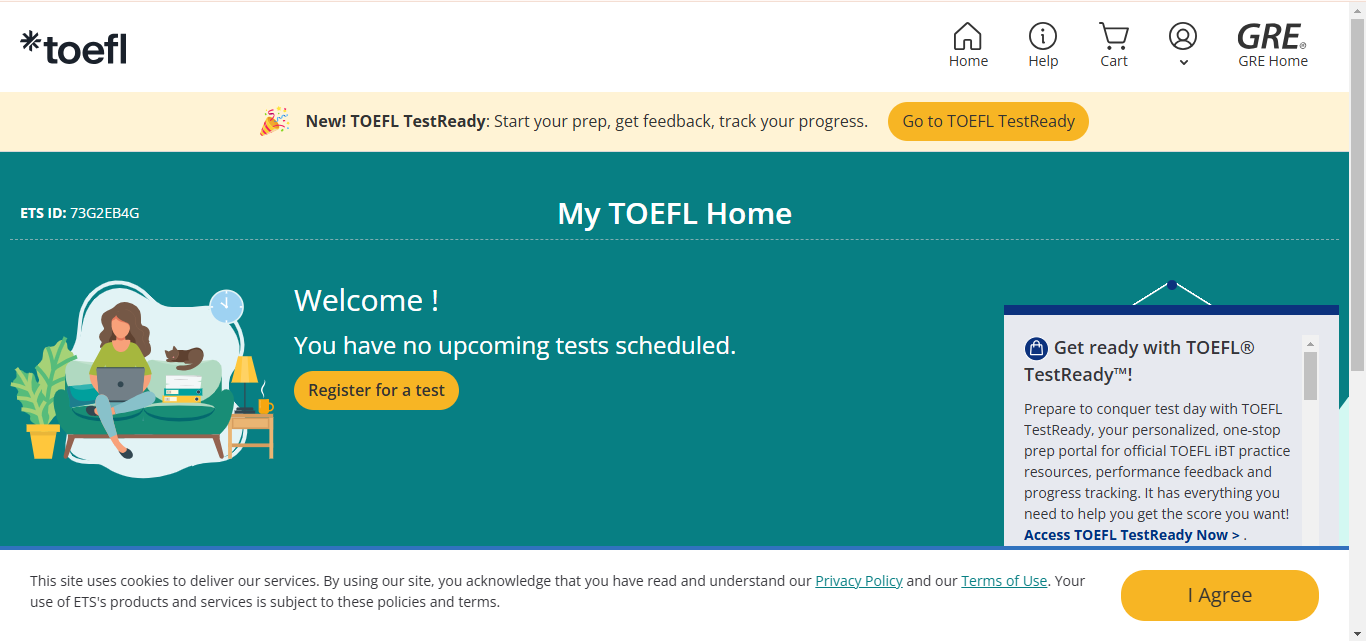 *toefl
Home
Help
Cart
GRE®
GRE Home
New! TOEFL TestReady: Start your prep, get feedback, track your progress.
Go to TOEFL TestReady
ETS ID: 73G2EB4G
My TOEFL Home
Welcome !
You have no upcoming tests scheduled.
Register for a test
Get ready with TOEFL®
TestReady™!
Prepare to conquer test day with TOEFL
TestReady, your personalized, one-stop
prep portal for official TOEFL iBT practice
resources, performance feedback and
progress tracking. It has everything you
need to help you get the score you want!
Access TOEFL TestReady Now > .
This site uses cookies to deliver our services. By using our site, you acknowledge that you have read and understand our Privacy Policy and our Terms of Use. Your
use of ETS's products and services is subject to these policies and terms.
I Agree